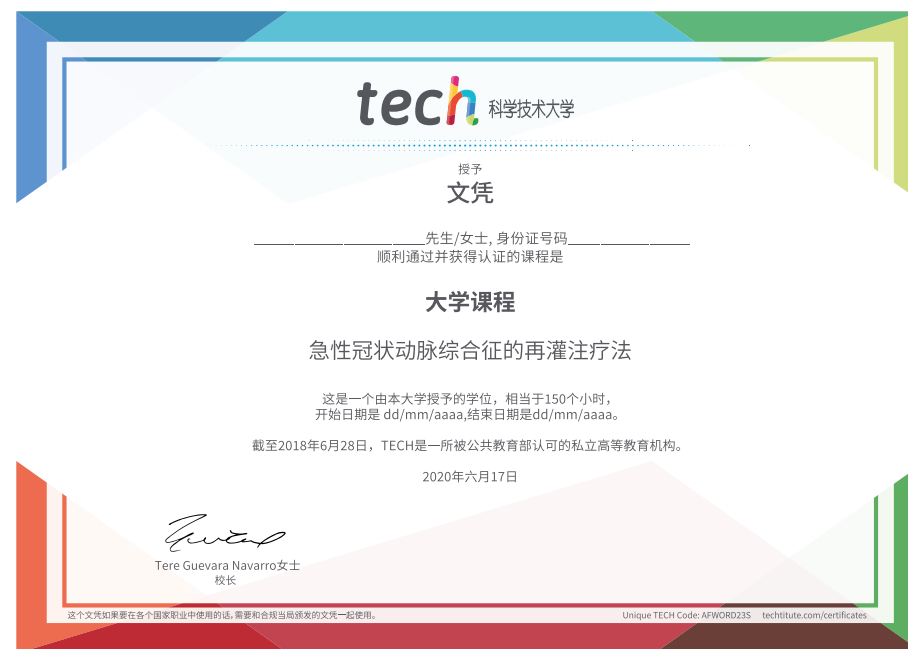 tech 科学技术大学
授予
文凭
先生/女士, 身份证号码
顺利通过并获得认证的课程是
大学课程
急性冠状动脉综合征的再灌注疗法
这是一个由本大学授予的学位，相当于150个小时，
开始日期是 dd/mm/aaaa,结束日期是dd/mm/aaaa。
截至2018年6月28日，TECH是一所被公共教育部认可的私立高等教育机构。
2020年六月17日
Tere Guevara Navarro女士
校长
这个文凭如果要在各个国家职业中使用的话,需要和合规当局颁发的文凭一起使用。 Unique TECH Code: AFWORD23S techtitute.com/certificates